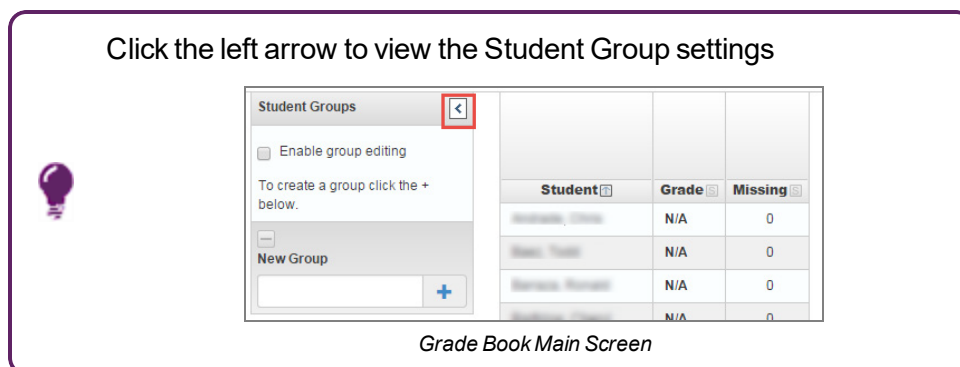 Click the left arrow to view the Student Group settings
Student Groups
Enable group editing
To create a group click the +
below.
New Group
Student Grade Missing
N/A 0
N/A 0
N/A 0
N/A 0
Grade Book Main Screen